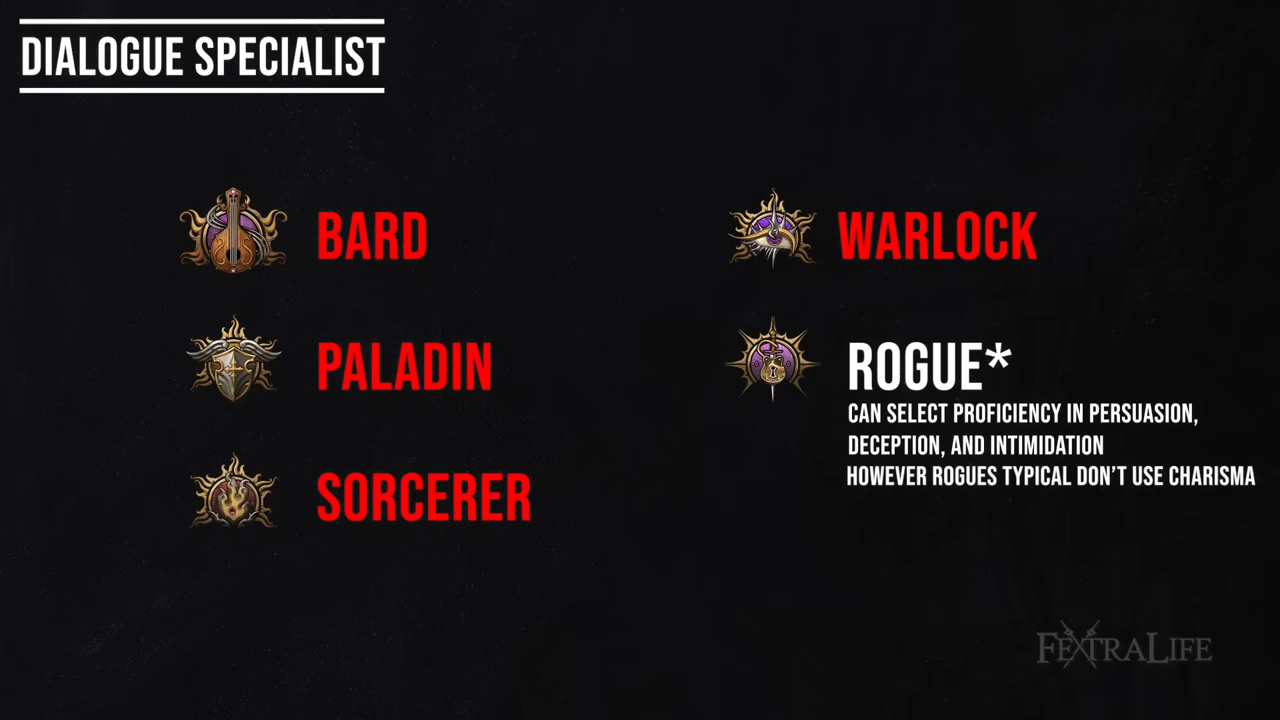 DIALOGUE SPECIALIST
BARD
PALADIN
SORCERER
WARLOCK
ROGUE*
CAN SELECT PROFICIENCY IN PERSUASION,
DECEPTION, AND INTIMIDATION
HOWEVER ROGUES TYPICAL DON'T USE CHARISMA
FEXTRALIFE